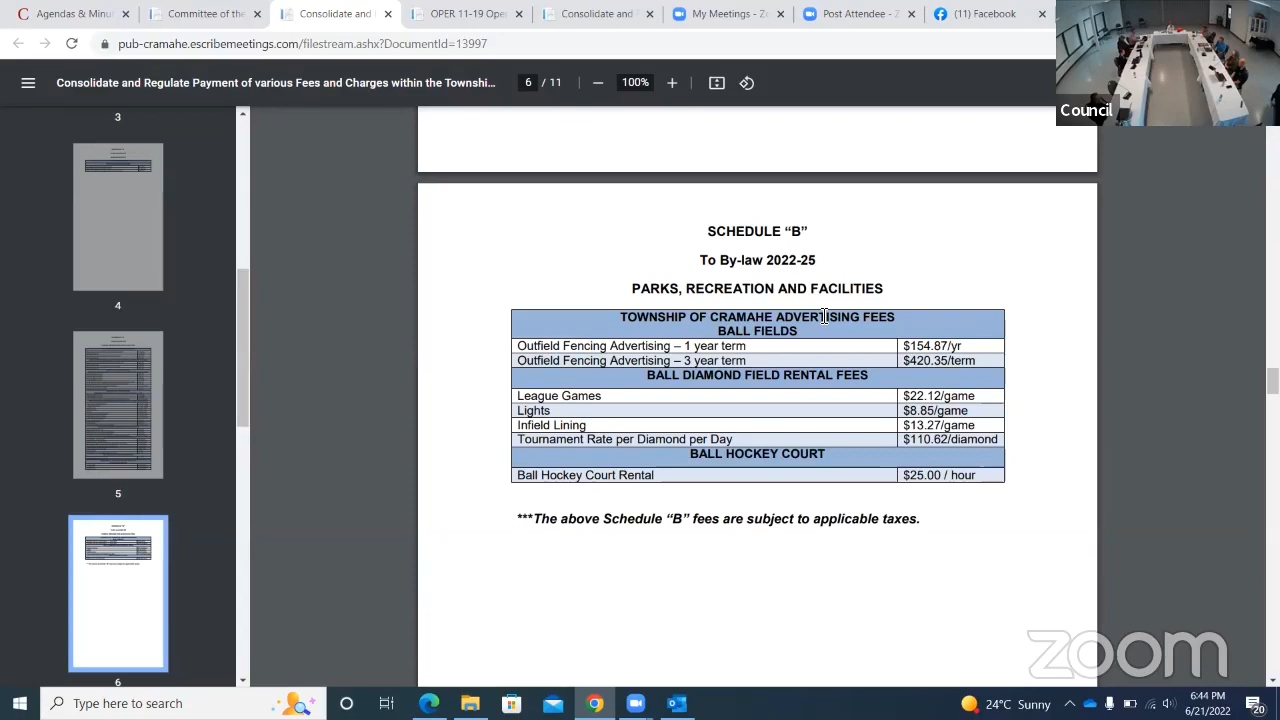 Agendas & Minutes
Committee of the
Consolidate and
OPER 11-19 Ope
Consolidate and
My Meetings - Z
Post Attendee - Z
(11) Facebook
pub-cramahe.escribemeetings.com/filestream.ashx?DocumentId=13997
Consolidate and Regulate Payment of various Fees and Charges within the Townshi...
6 / 11
100%
Council
3
4
5
6
SCHEDULE “B”
To By-law 2022-25
PARKS, RECREATION AND FACILITIES
TOWNSHIP OF CRAMAHE ADVERTISING FEES
BALL FIELDS
Outfield Fencing Advertising – 1 year term $154.87/yr
Outfield Fencing Advertising – 3 year term $420.35/term
BALL DIAMOND FIELD RENTAL FEES
League Games $22.12/game
Lights $8.85/game
Infield Lining $13.27/game
Tournament Rate per Diamond per Day $110.62/diamond
BALL HOCKEY COURT
Ball Hockey Court Rental $25.00 / hour
***The above Schedule “B” fees are subject to applicable taxes.
zoom
Type here to search
24°C Sunny
6:44 PM
6/21/2022
20